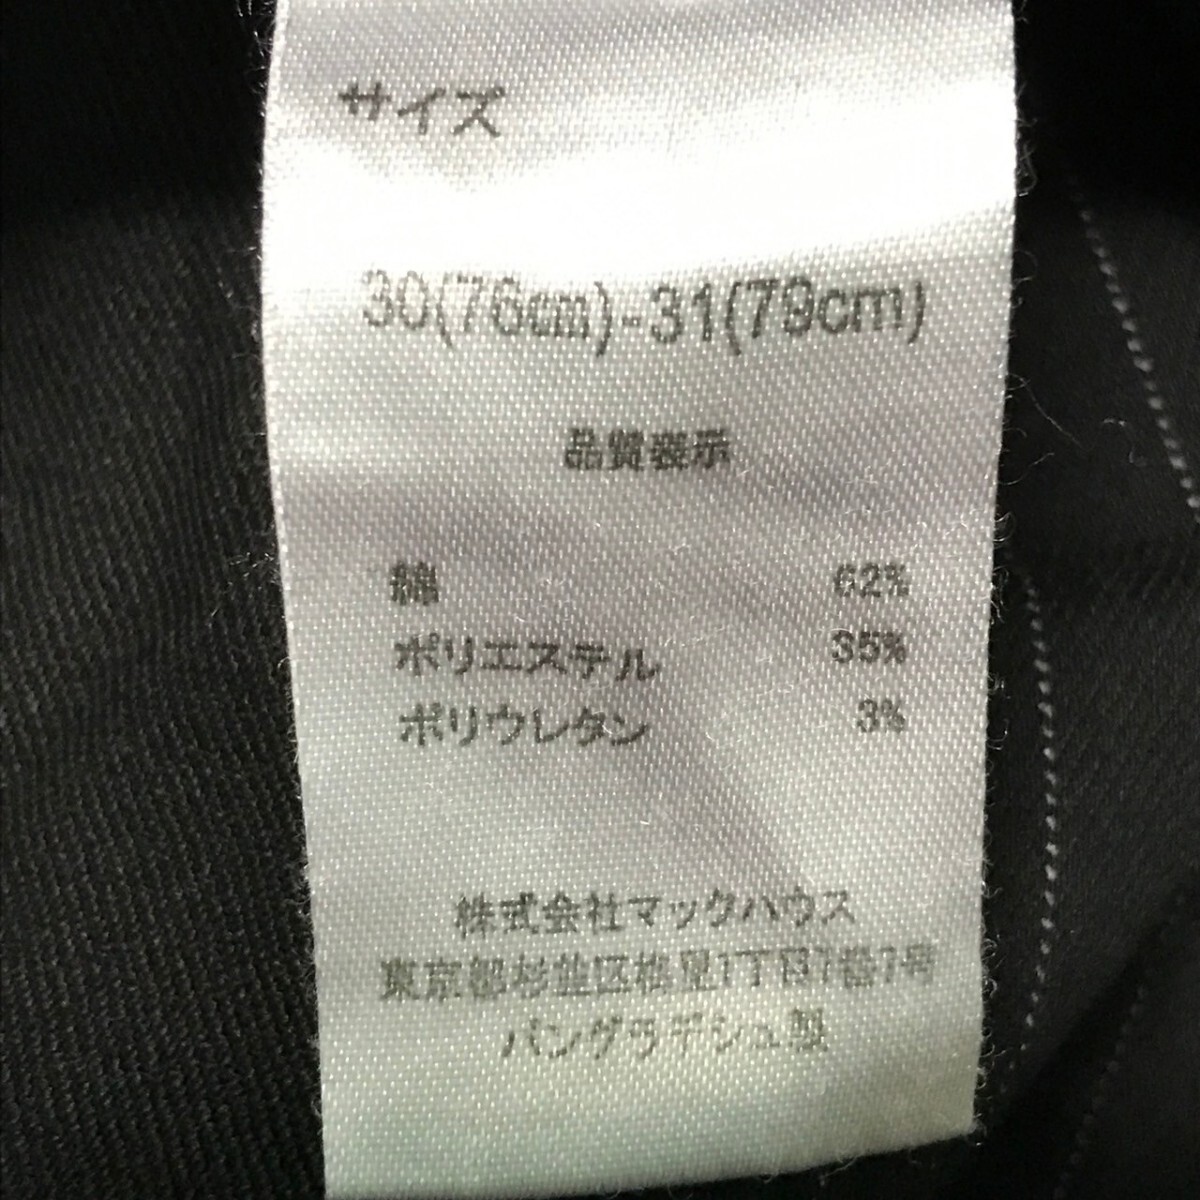 サイズ
30(76㎝)-31(79cm)
品質表示
綿 62%
ポリエステル 35%
ポリウレタン 3%
株式会社マックハウス
東京都杉並区梅里1丁目7番7号
バングラデシュ製